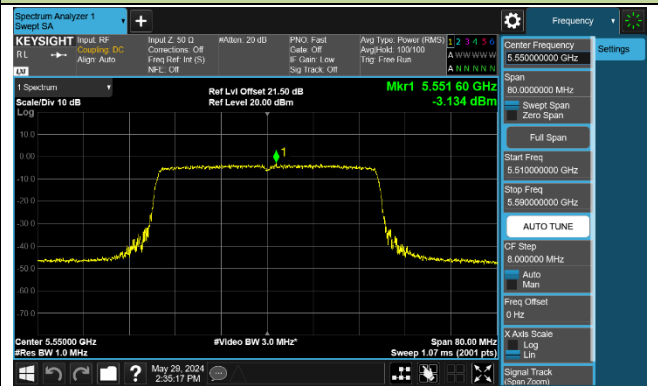 Spectrum Analyzer 1
Swept SA
Frequency
KEYSIGHT
RL
LXI
Input: RF
Coupling: DC
Align: Auto
Input Z: 50 Ω
Corrections: Off
Freq Ref: Int (S)
NFE: Off
#Atten: 20 dB
PNO: Fast
Gate: Off
IF Gain: Low
Sig Track: Off
Avg Type: Power (RMS)
Avg|Hold: 100/100
Trig: Free Run
1 2 3 4 5 6
A W W W W W
A N N N N N
1 Spectrum
Scale/Div 10 dB
Log
Ref Lvl Offset 21.50 dB
Ref Level 20.00 dBm
Mkr1 5.551 60 GHz
-3.134 dBm
10.0
0.00
-10.0
-20.0
-30.0
-40.0
-50.0
-60.0
-70.0
1
Center 5.55000 GHz
#Res BW 1.0 MHz
#Video BW 3.0 MHz*
Span 80.00 MHz
Sweep 1.07 ms (2001 pts)
May 29, 2024
2:35:17 PM
Center Frequency
5.550000000 GHz
Settings
Span
80.0000000 MHz
Swept Span
Zero Span
Full Span
Start Freq
5.510000000 GHz
Stop Freq
5.590000000 GHz
AUTO TUNE
CF Step
8.000000 MHz
Auto
Man
Freq Offset
0 Hz
X Axis Scale
Log
Lin
Signal Track
(Span Zoom)